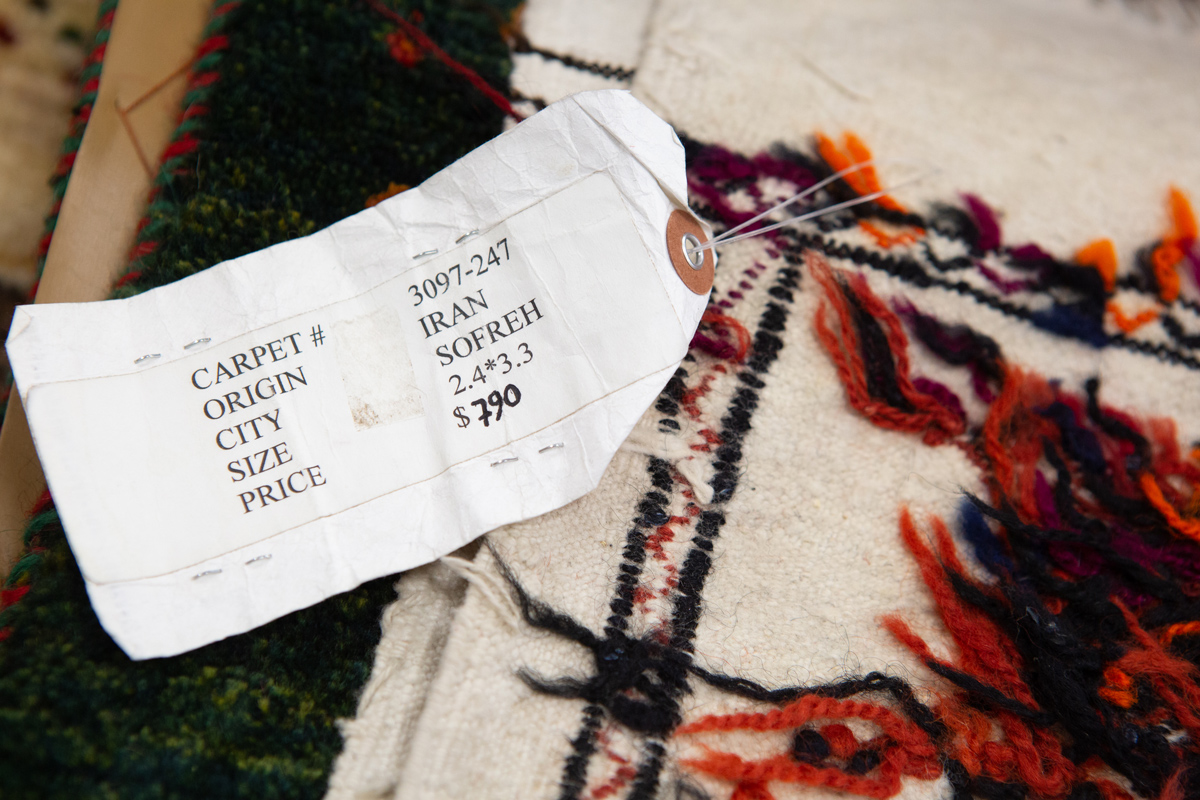 CARPET # 3097-247
ORIGIN IRAN
CITY SOFREH
SIZE 2.4*3.3
PRICE $ 790